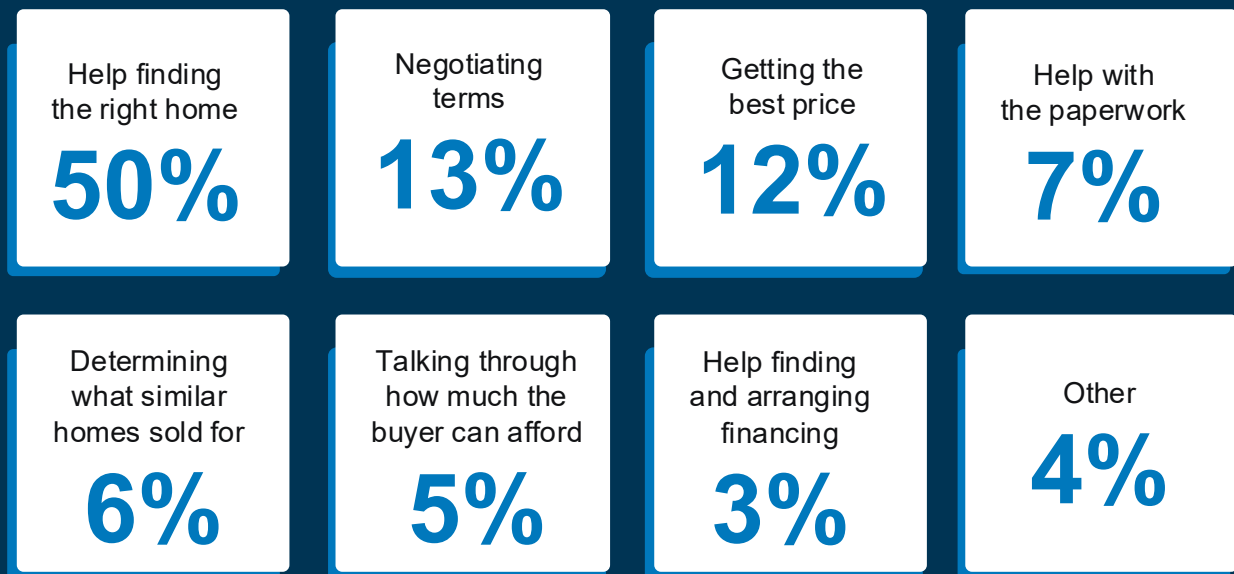 Help finding
the right home
50%
Negotiating
terms
13%
Getting the
best price
12%
Help with
the paperwork
7%
Determining
what similar
homes sold for
6%
Talking through
how much the
buyer can afford
5%
Help finding
and arranging
financing
3%
Other
4%